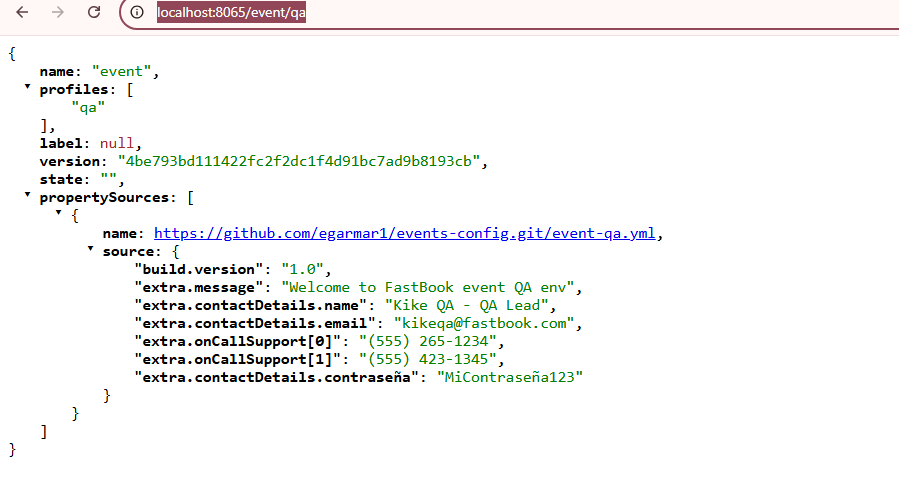 localhost:8065/event/qa
{
name: "event",
profiles: [
"qa"
],
label: null,
version: "4be793bd111422fc2f2dc1f4d91bc7ad9b8193cb",
state: "",
propertySources: [
{
name: https://github.com/egarmar1/events-config.git/event-qa.yml,
source: {
"build.version": "1.0",
"extra.message": "Welcome to FastBook event QA env",
"extra.contactDetails.name": "Kike QA - QA Lead",
"extra.contactDetails.email": "kikeqa@fastbook.com",
"extra.onCallSupport[0]": "(555) 265-1234",
"extra.onCallSupport[1]": "(555) 423-1345",
"extra.contactDetails.contraseña": "MiContraseña123"
}
}
]
}